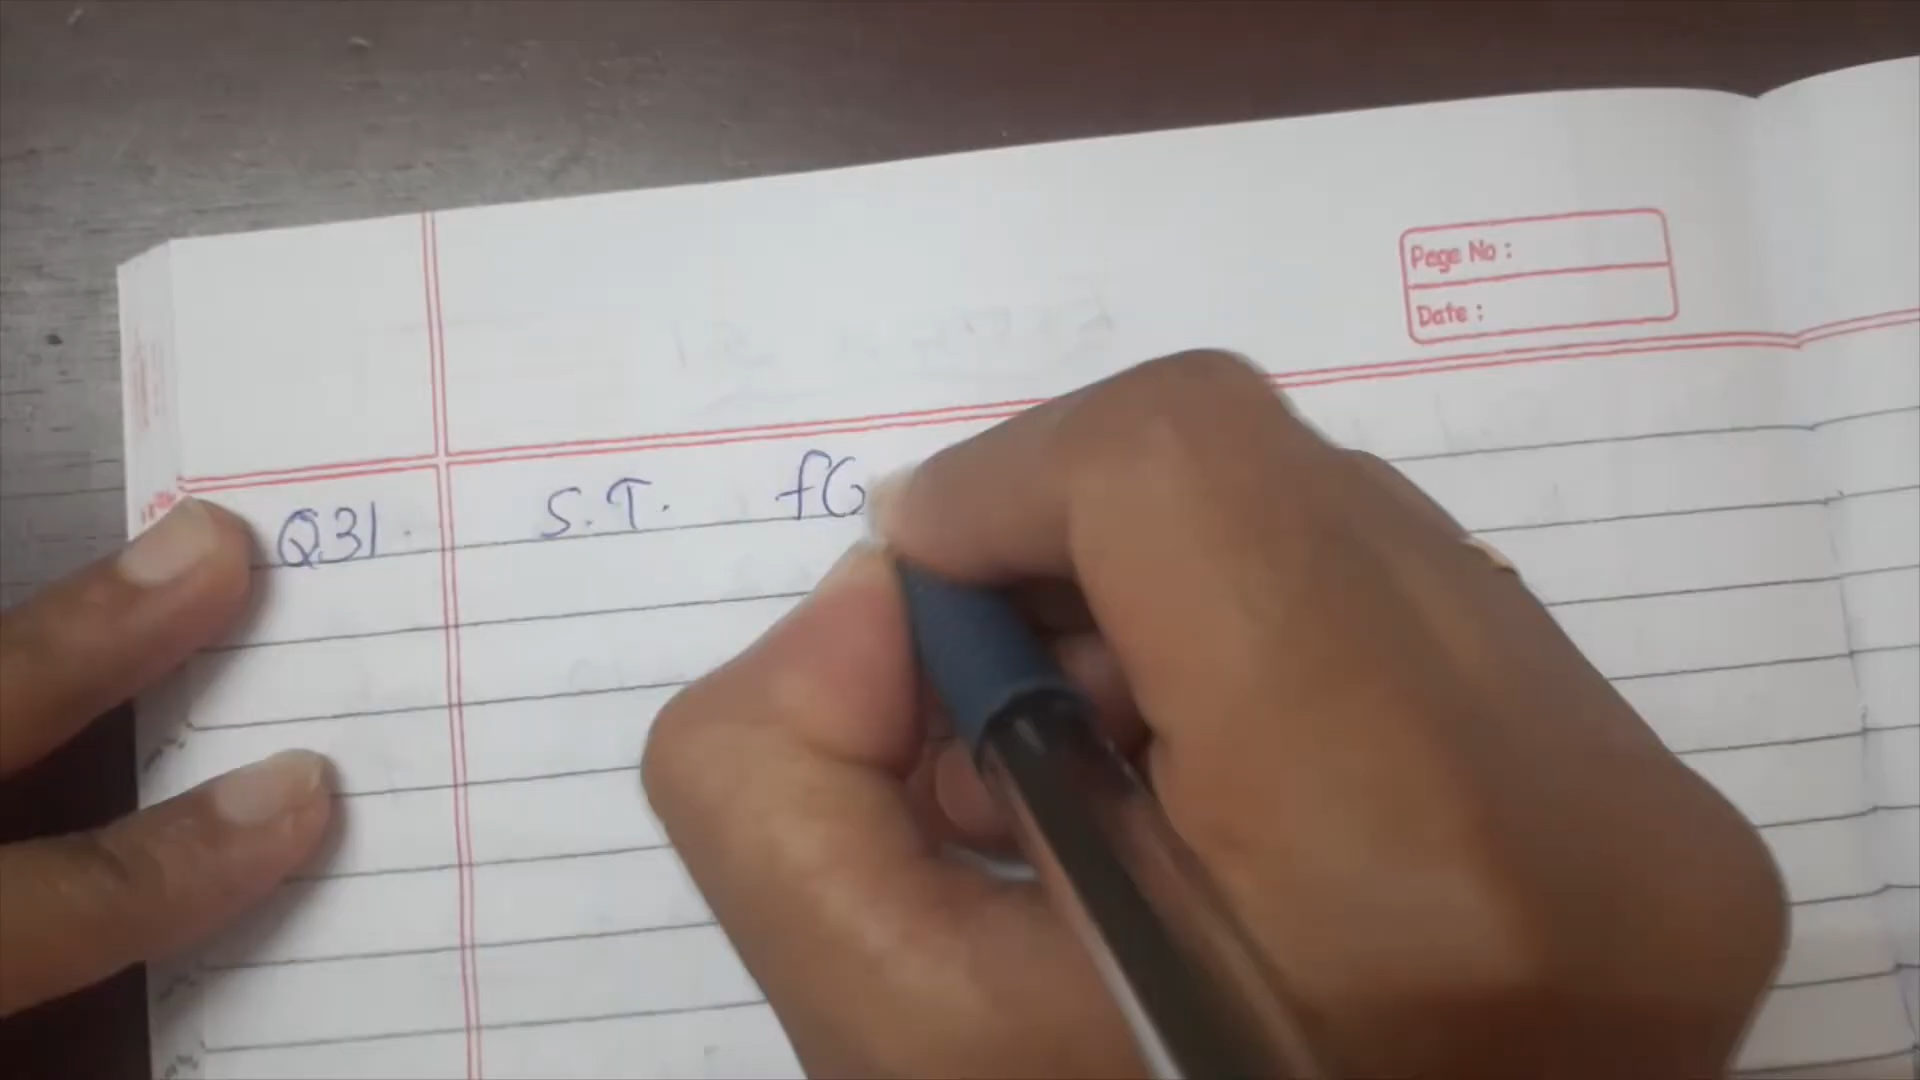 Page No :
Date :
Q31. S.T. f(